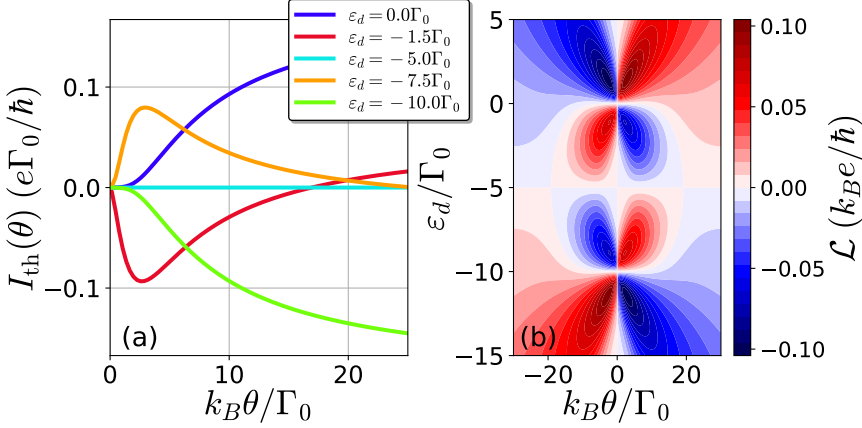 ε_d = 0.0Γ_0
ε_d = −1.5Γ_0
ε_d = −5.0Γ_0
ε_d = −7.5Γ_0
ε_d = −10.0Γ_0
I_th(θ) (eΓ_0/ħ)
0.1
0.0
−0.1
(a)
0
10
20
k_Bθ/Γ_0
ε_d/Γ_0
5
0
−5
−10
−15
(b)
−20
0
20
k_Bθ/Γ_0
0.10
0.05
0.00
−0.05
−0.10
ℒ (k_Be/ħ)